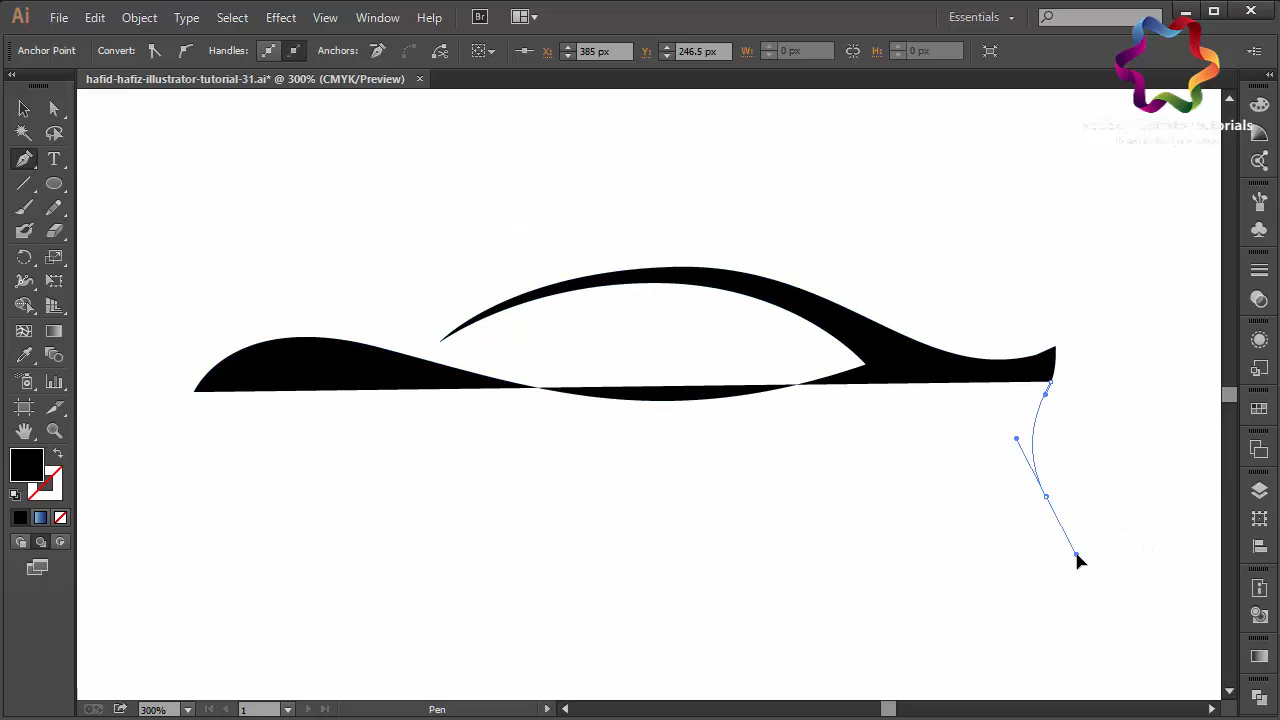 Ai File Edit Object Type Select Effect View Window Help Br Essentials
Anchor Point Convert: Handles: Anchors: X: 385 px Y: 246.5 px W: 0 px H: 0 px
hafid-hafiz-illustrator-tutorial-31.ai* @ 300% (CMYK/Preview) ×
300% 1 Pen